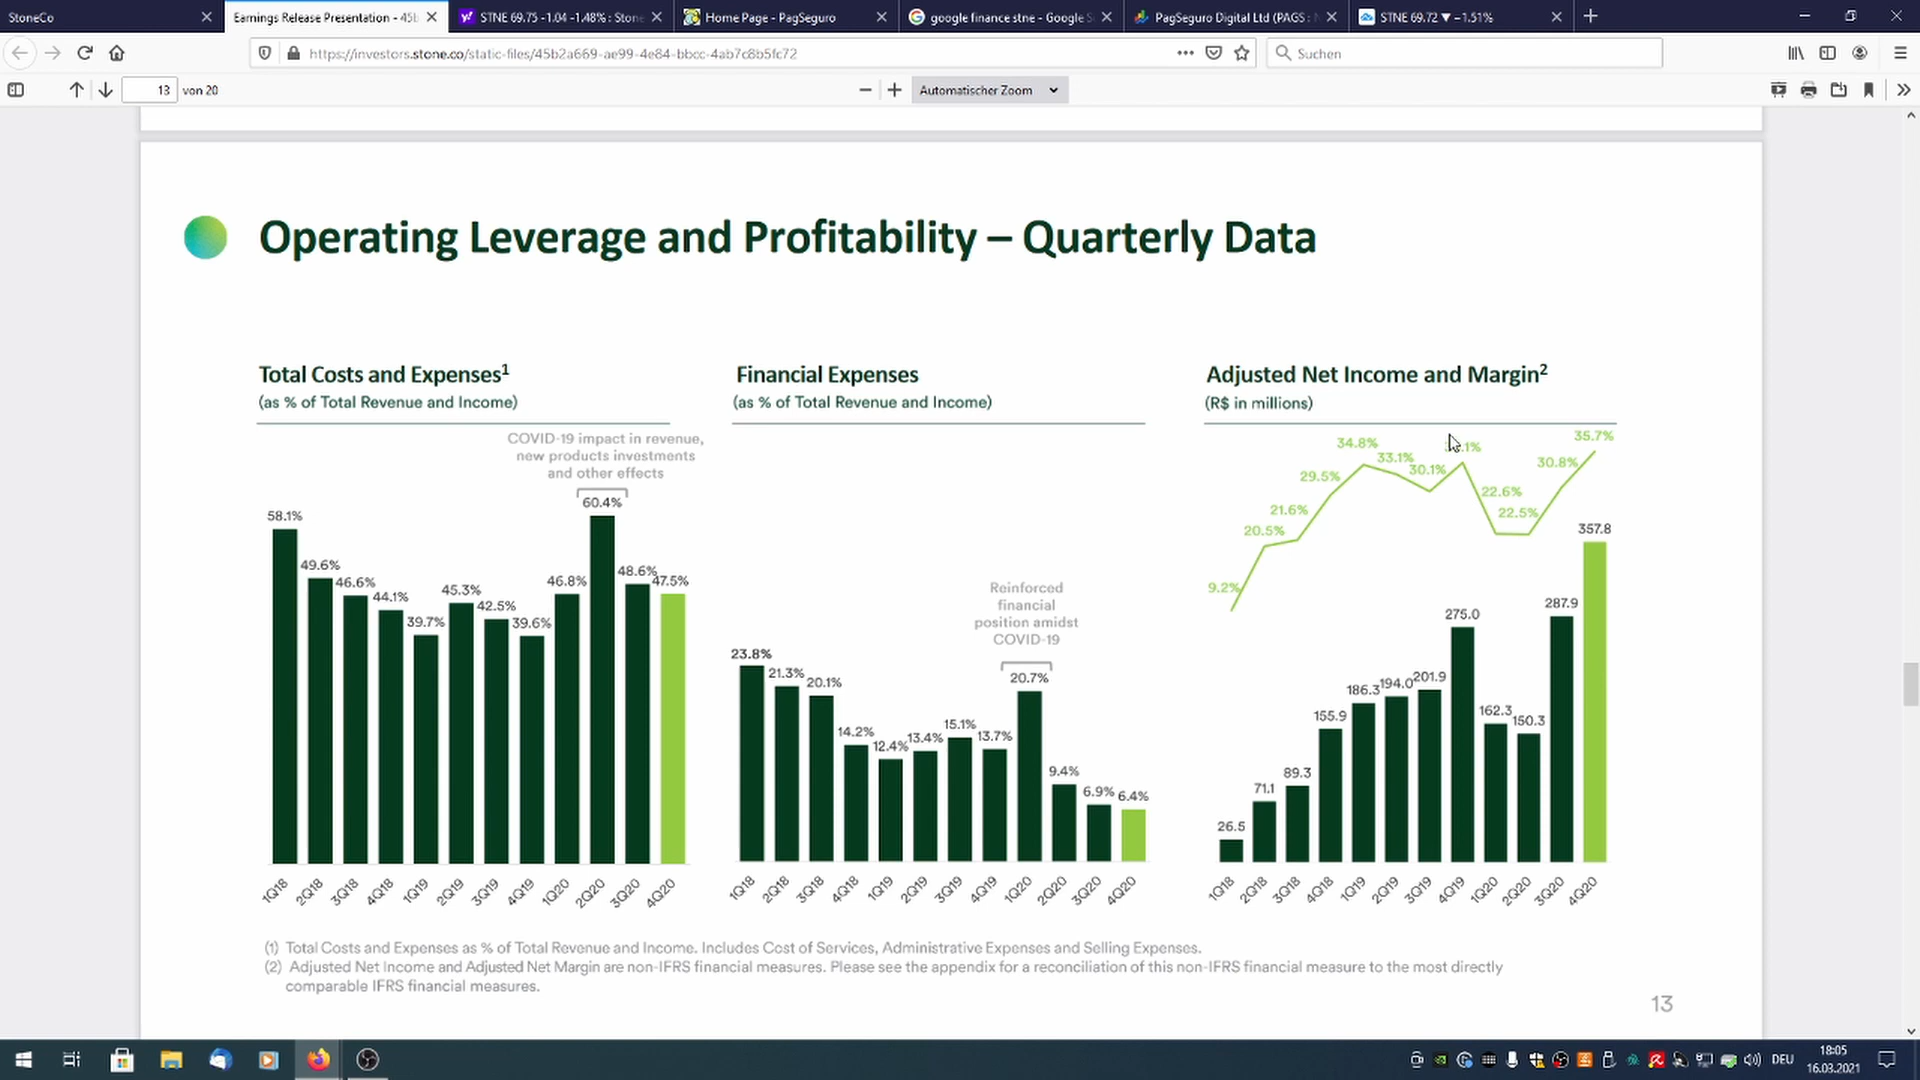 StoneCo
Earnings Release Presentation - 45b
STNE 69.75 -1.04 -1.48% : Stone
Home Page - PagSeguro
google finance stne - Google S
PagSeguro Digital Ltd (PAGS :
STNE 69.72 ▼ −1.51%
https://investors.stone.co/static-files/45b2a669-ae99-4e84-bbcc-4ab7c8b5fc72
Suchen
13 von 20
Automatischer Zoom
Operating Leverage and Profitability – Quarterly Data
Total Costs and Expenses1
(as % of Total Revenue and Income)
COVID-19 impact in revenue,
new products investments
and other effects
58.1% 49.6% 46.6% 44.1% 39.7% 45.3% 42.5% 39.6% 46.8% 60.4% 48.6% 47.5%
1Q18 2Q18 3Q18 4Q18 1Q19 2Q19 3Q19 4Q19 1Q20 2Q20 3Q20 4Q20
Financial Expenses
(as % of Total Revenue and Income)
Reinforced
financial
position amidst
COVID-19
23.8% 21.3% 20.1% 14.2% 12.4% 13.4% 15.1% 13.7% 20.7% 9.4% 6.9% 6.4%
1Q18 2Q18 3Q18 4Q18 1Q19 2Q19 3Q19 4Q19 1Q20 2Q20 3Q20 4Q20
Adjusted Net Income and Margin2
(R$ in millions)
9.2% 20.5% 21.6% 29.5% 34.8% 33.1% 30.1% 22.6% 22.5% 30.8% 35.7%
26.5 71.1 89.3 155.9 186.3 194.0 201.9 275.0 162.3 150.3 287.9 357.8
1Q18 2Q18 3Q18 4Q18 1Q19 2Q19 3Q19 4Q19 1Q20 2Q20 3Q20 4Q20
(1) Total Costs and Expenses as % of Total Revenue and Income. Includes Cost of Services, Administrative Expenses and Selling Expenses.
(2) Adjusted Net Income and Adjusted Net Margin are non-IFRS financial measures. Please see the appendix for a reconciliation of this non-IFRS financial measure to the most directly
comparable IFRS financial measures.
13
DEU
18:05
16.03.2021